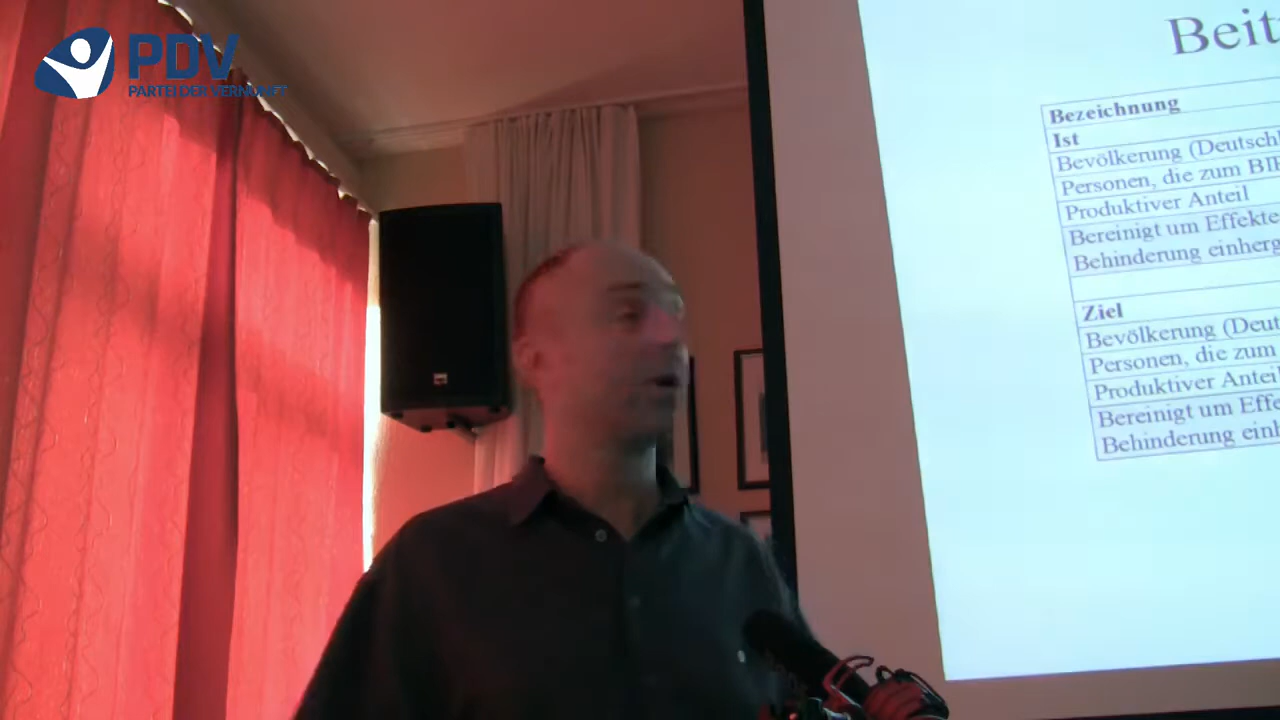 PDV
PARTEI DER VERNUNFT
Beit
Bezeichnung
Ist
Bevölkerung (Deutschl
Personen, die zum BIP
Produktiver Anteil
Bereinigt um Effekte
Behinderung einherg
Ziel
Bevölkerung (Deut
Personen, die zum
Produktiver Anteil
Bereinigt um Effe
Behinderung einh